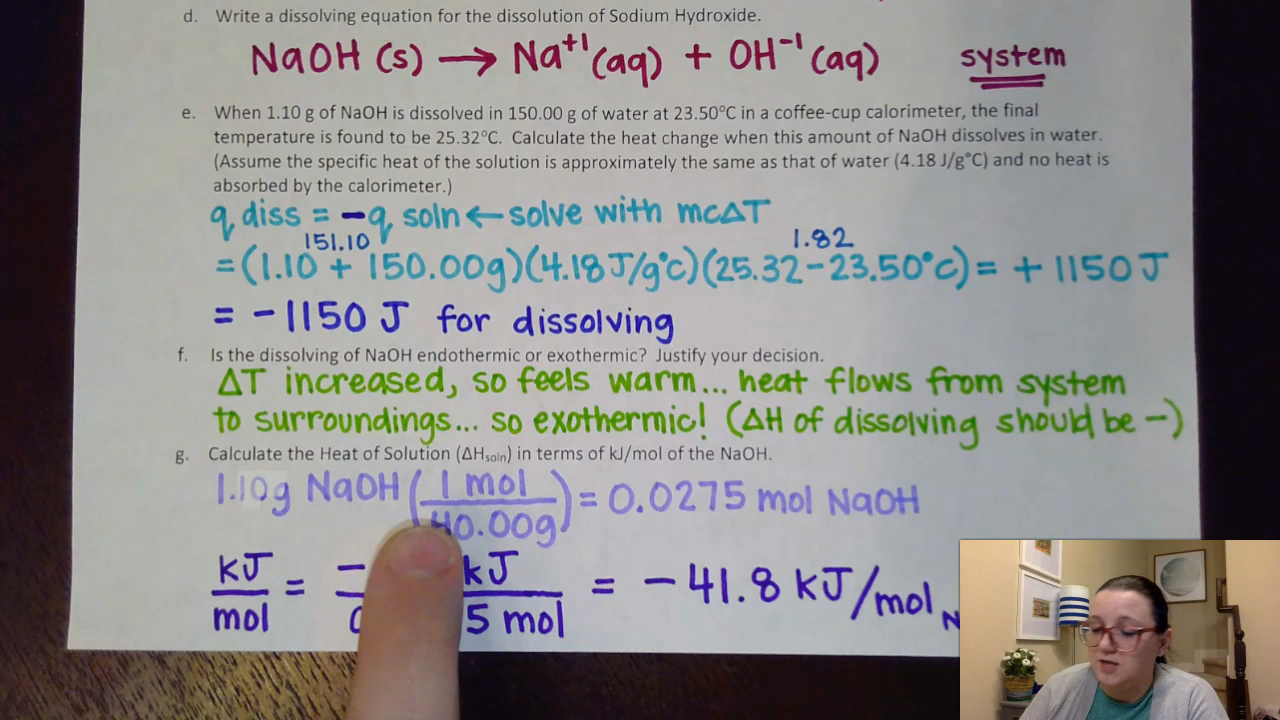 d. Write a dissolving equation for the dissolution of Sodium Hydroxide.
NaOH (s) → Na⁺¹(aq) + OH⁻¹(aq) system
e. When 1.10 g of NaOH is dissolved in 150.00 g of water at 23.50°C in a coffee-cup calorimeter, the final
temperature is found to be 25.32°C. Calculate the heat change when this amount of NaOH dissolves in water.
(Assume the specific heat of the solution is approximately the same as that of water (4.18 J/g°C) and no heat is
absorbed by the calorimeter.)
q diss = -q soln ← solve with mcΔT
151.10 1.82
= (1.10 + 150.00g)(4.18 J/g°C)(25.32-23.50°C) = + 1150 J
= -1150 J for dissolving
f. Is the dissolving of NaOH endothermic or exothermic? Justify your decision.
ΔT increased, so feels warm... heat flows from system
to surroundings... so exothermic! (ΔH of dissolving should be -)
g. Calculate the Heat of Solution (ΔHsoln) in terms of kJ/mol of the NaOH.
1.10g NaOH (1 mol / 40.00g) = 0.0275 mol NaOH
kJ/mol = - kJ / 5 mol = -41.8 kJ/mol